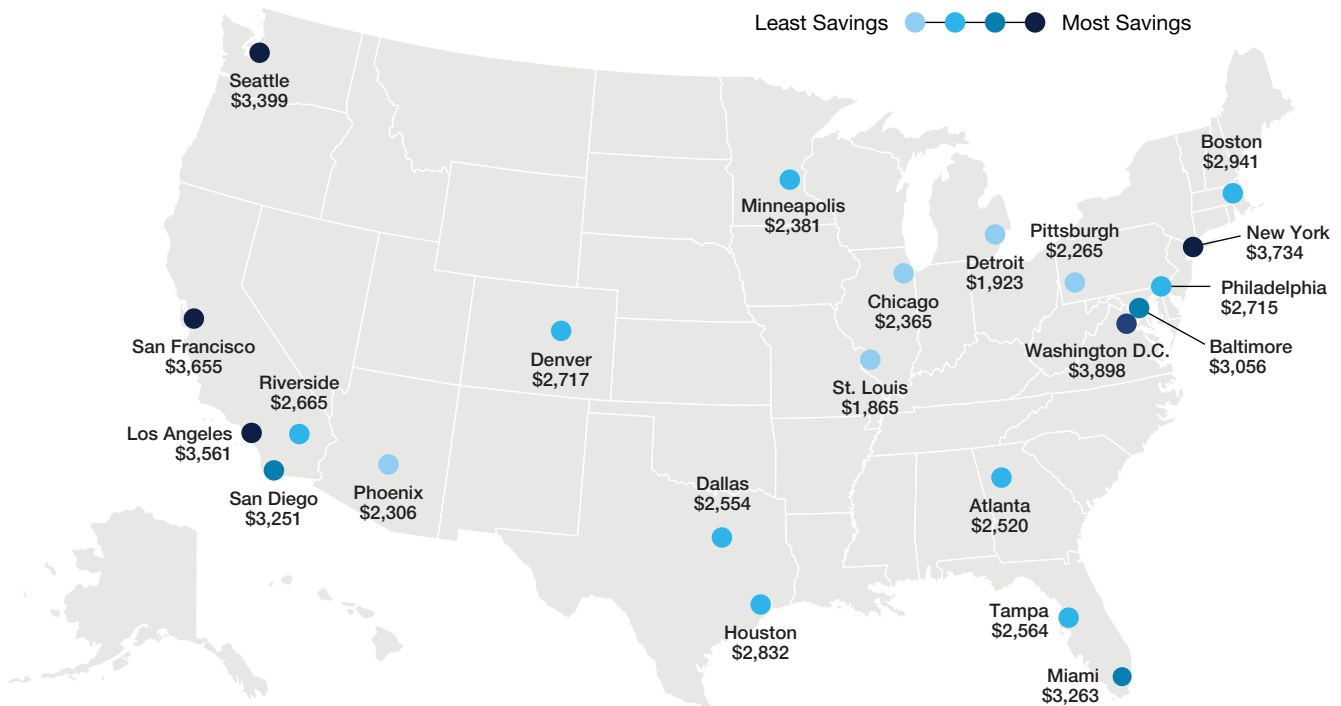 Least Savings
Most Savings
Seattle
$3,399
Boston
$2,941
Minneapolis
$2,381
Pittsburgh
$2,265
New York
$3,734
Detroit
$1,923
Chicago
$2,365
Philadelphia
$2,715
San Francisco
$3,655
Denver
$2,717
Washington D.C.
$3,898
Baltimore
$3,056
Riverside
$2,665
St. Louis
$1,865
Los Angeles
$3,561
San Diego
$3,251
Phoenix
$2,306
Dallas
$2,554
Atlanta
$2,520
Houston
$2,832
Tampa
$2,564
Miami
$3,263